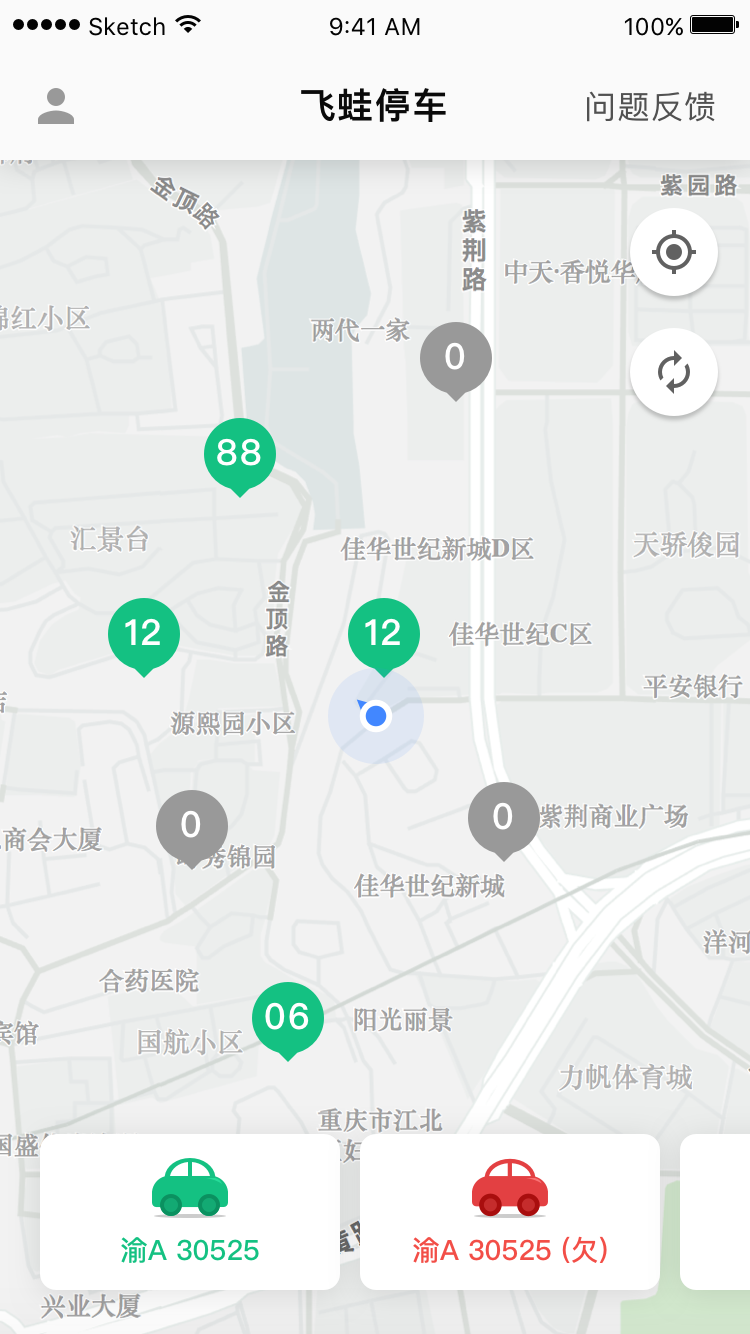 Sketch 9:41 AM 100%
飞蛙停车 问题反馈
金顶路
紫园路
紫荆路
中天·香悦华
锦红小区
两代一家
0
88
汇景台
佳华世纪新城D区
天骄俊园
金顶路
12
12
佳华世纪C区
平安银行
源熙园小区
0
0
紫荆商业广场
商会大厦
秀锦园
佳华世纪新城
洋河
合药医院
06
阳光丽景
宾馆
国航小区
力帆体育城
重庆市江北
国盛
妇
渝A 30525
渝A 30525 (欠)
兴业大厦